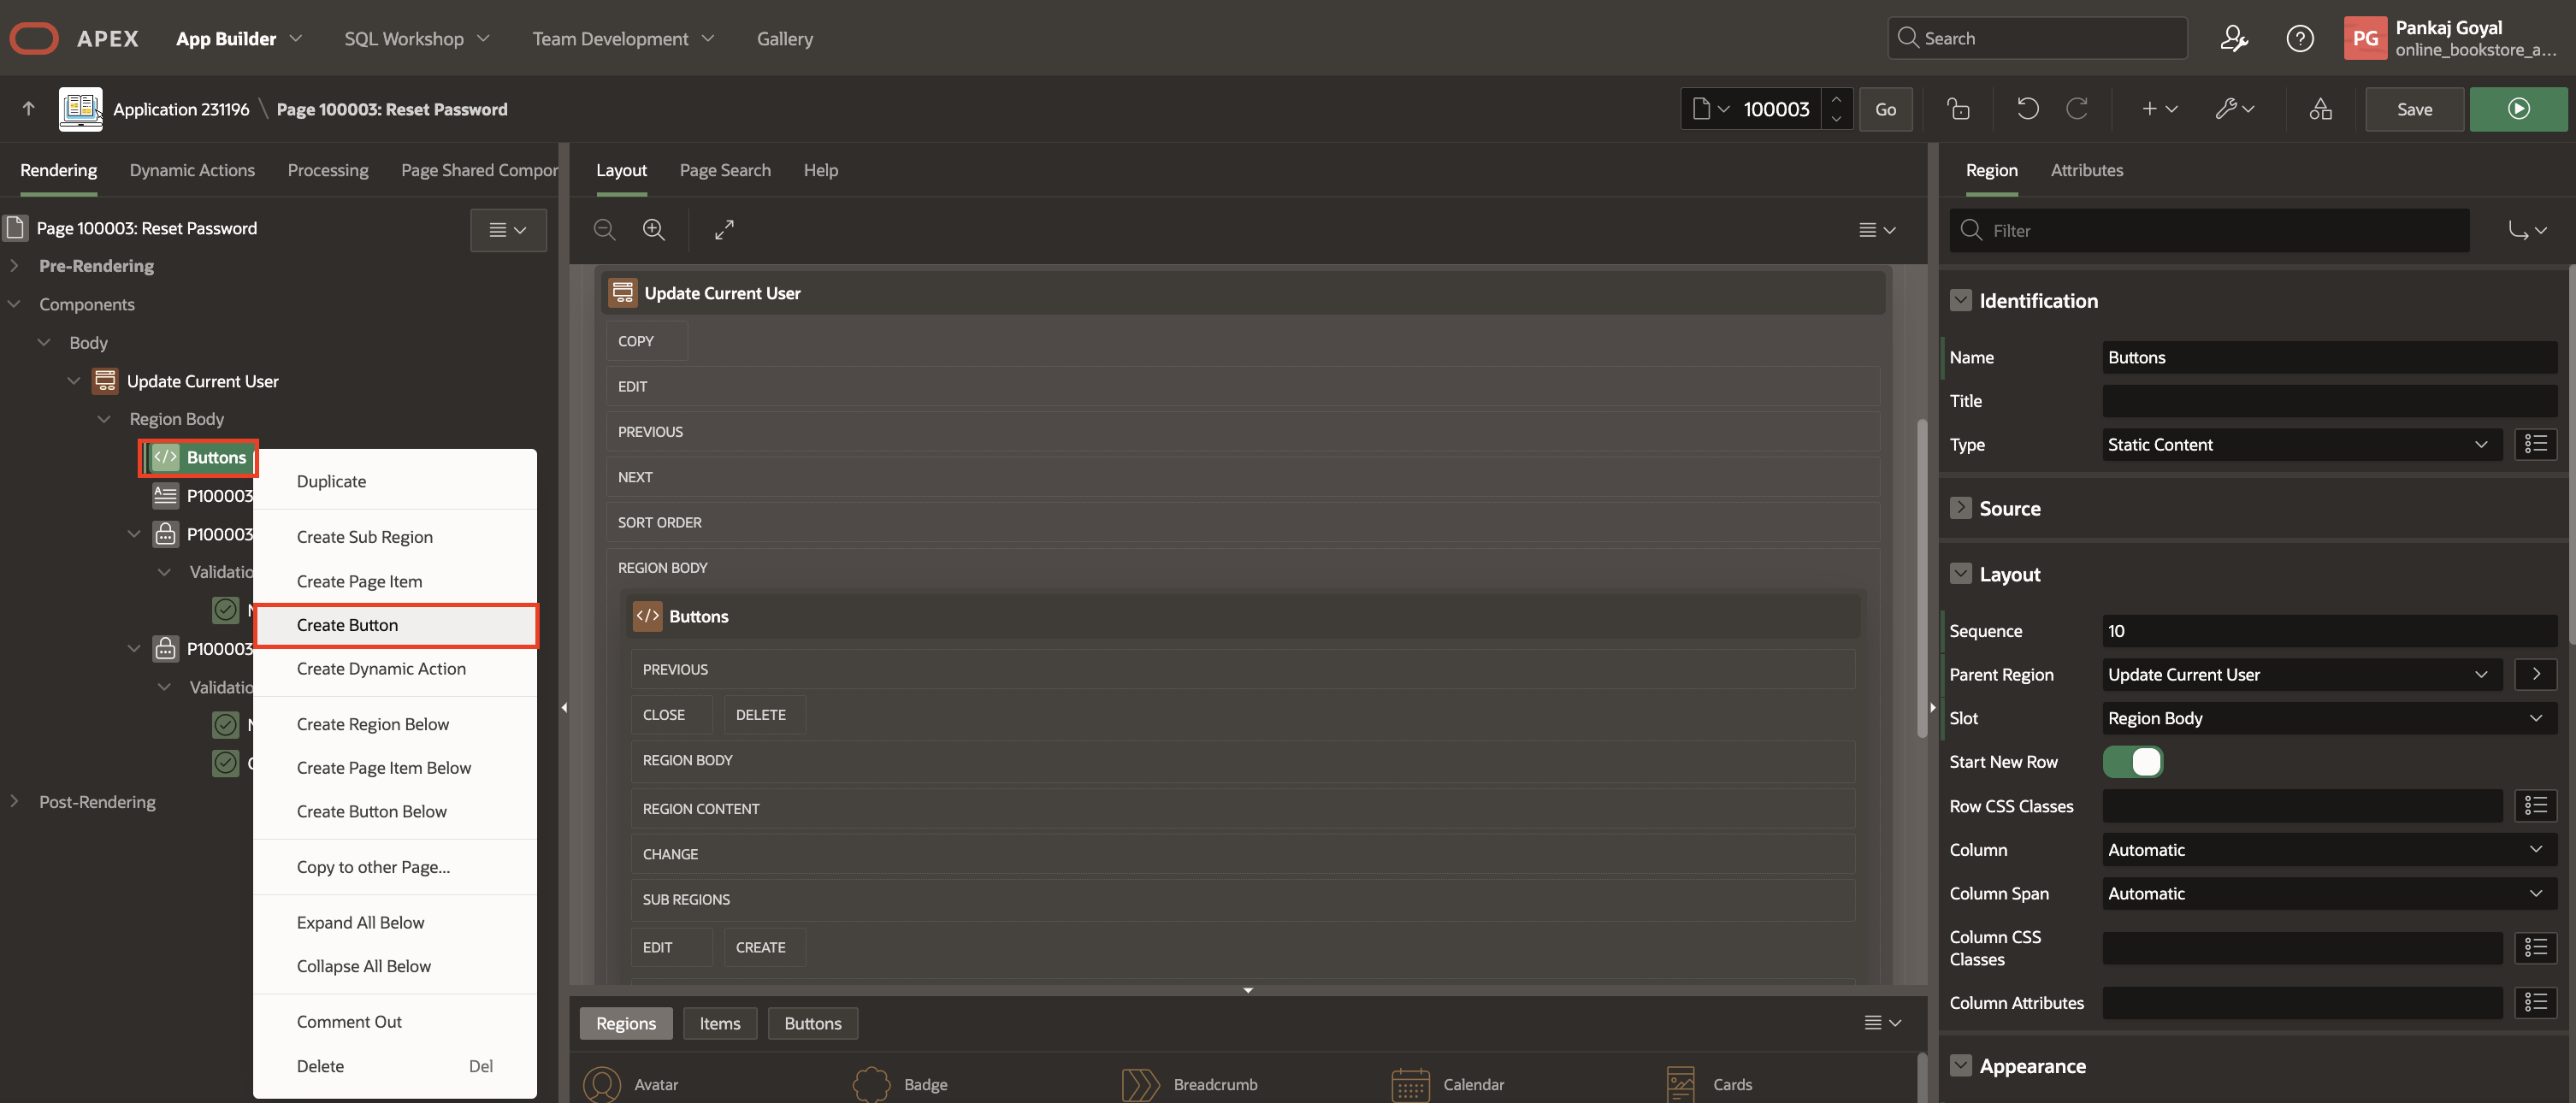 APEX App Builder SQL Workshop Team Development Gallery Search PG Pankaj Goyal
online_bookstore_a...
Application 231196 \ Page 100003: Reset Password 100003 Go Save
Rendering Dynamic Actions Processing Page Shared Compor
Page 100003: Reset Password
Pre-Rendering
Components
Body
Update Current User
Region Body
Buttons
P100003
P100003
Validatio
N
P100003
Validatio
N
C
Post-Rendering
Duplicate
Create Sub Region
Create Page Item
Create Button
Create Dynamic Action
Create Region Below
Create Page Item Below
Create Button Below
Copy to other Page...
Expand All Below
Collapse All Below
Comment Out
Delete Del
Layout Page Search Help
Update Current User
COPY
EDIT
PREVIOUS
NEXT
SORT ORDER
REGION BODY
Buttons
PREVIOUS
CLOSE DELETE
REGION BODY
REGION CONTENT
CHANGE
SUB REGIONS
EDIT CREATE
Regions Items Buttons
Avatar Badge Breadcrumb Calendar Cards
Region Attributes
Filter
Identification
Name Buttons
Title
Type Static Content
Source
Layout
Sequence 10
Parent Region Update Current User
Slot Region Body
Start New Row
Row CSS Classes
Column Automatic
Column Span Automatic
Column CSS
Classes
Column Attributes
Appearance